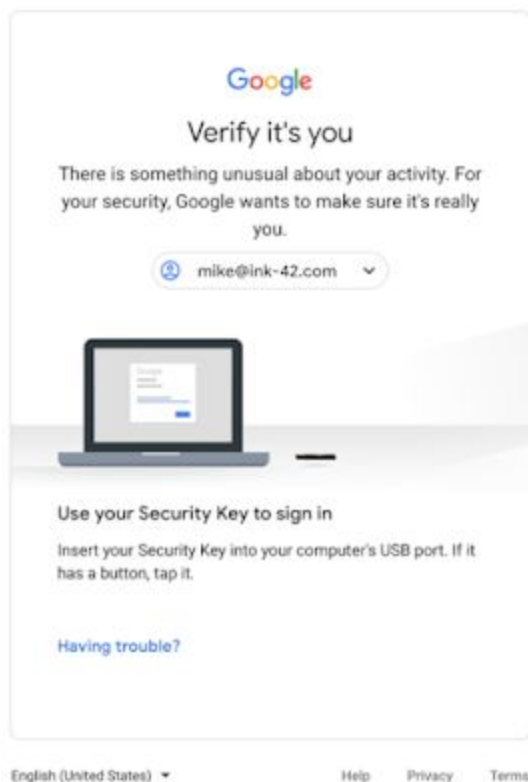 Google
Verify it's you
There is something unusual about your activity. For
your security, Google wants to make sure it's really
you.
mike@ink-42.com
Use your Security Key to sign in
Insert your Security Key into your computer's USB port. If it
has a button, tap it.
Having trouble?
English (United States) Help Privacy Terms